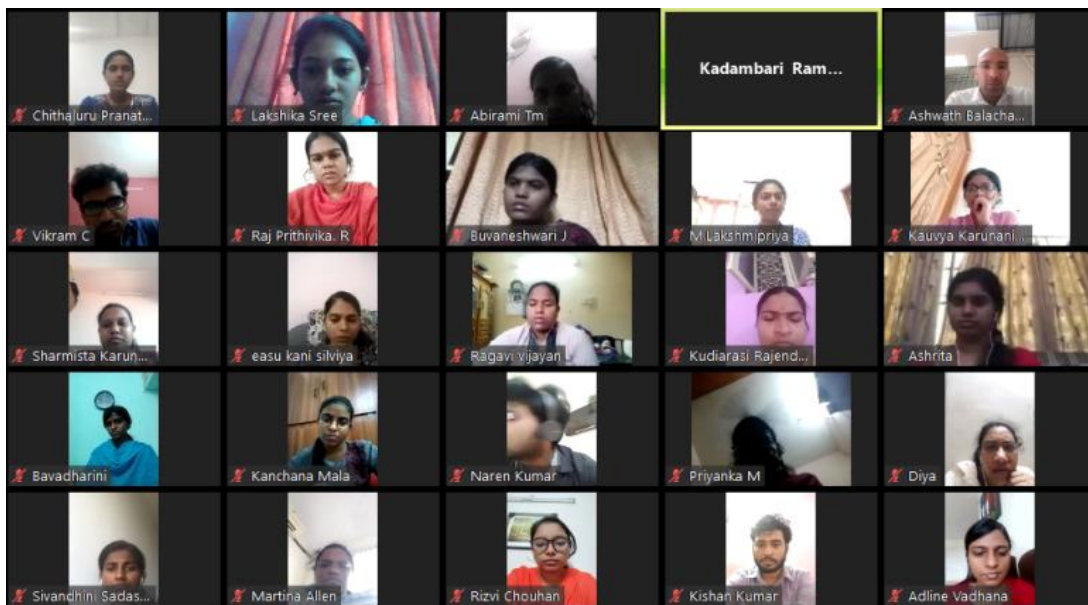 Chithaluru Pranat...
Lakshika Sree
Abirami Tm
Kadambari Ram...
Ashwath Balacha...
Vikram C
Raj Prithivika. R
Buvaneshwari J
M.Lakshmipriya
Kauvya Karunani...
Sharmista Karun...
easu kani silviya
Ragavi vijayan
Kudiarasi Rajend...
Ashrita
Bavadharini
Kanchana Mala
Naren Kumar
Priyanka M
Diya
Sivandhini Sadas...
Martina Allen
Rizvi Chouhan
Kishan Kumar
Adline Vadhana